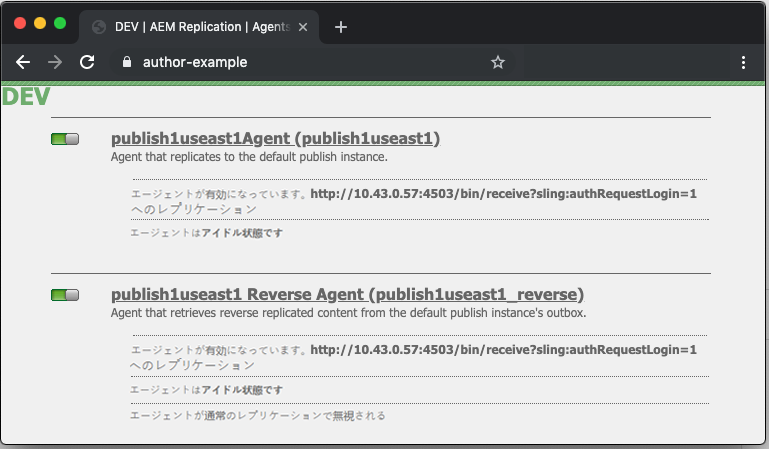 DEV | AEM Replication | Agents
author-example
DEV
publish1useast1Agent (publish1useast1)
Agent that replicates to the default publish instance.
エージェントが有効になっています。http://10.43.0.57:4503/bin/receive?sling:authRequestLogin=1
へのレプリケーション
エージェントはアイドル状態です
publish1useast1 Reverse Agent (publish1useast1_reverse)
Agent that retrieves reverse replicated content from the default publish instance's outbox.
エージェントが有効になっています。http://10.43.0.57:4503/bin/receive?sling:authRequestLogin=1
へのレプリケーション
エージェントはアイドル状態です
エージェントが通常のレプリケーションで無視される